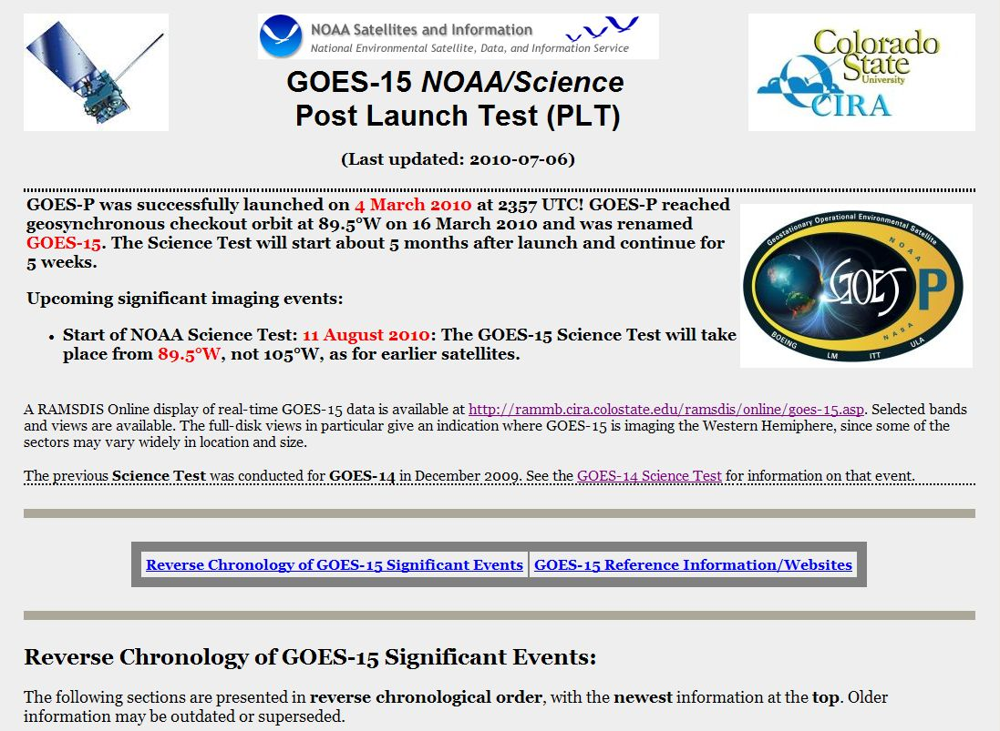 NOAA Satellites and Information
National Environmental Satellite, Data, and Information Service
Colorado
State
University
CIRA
GOES-15 NOAA/Science
Post Launch Test (PLT)
(Last updated: 2010-07-06)
GOES-P was successfully launched on 4 March 2010 at 2357 UTC! GOES-P reached
geosynchronous checkout orbit at 89.5°W on 16 March 2010 and was renamed
GOES-15. The Science Test will start about 5 months after launch and continue for
5 weeks.
Geostationary Operational Environmental Satellite
NOAA
GOES
P
NASA
BOEING
LM
ITT
ULA
Upcoming significant imaging events:
• Start of NOAA Science Test: 11 August 2010: The GOES-15 Science Test will take
place from 89.5°W, not 105°W, as for earlier satellites.
A RAMSDIS Online display of real-time GOES-15 data is available at http://rammb.cira.colostate.edu/ramsdis/online/goes-15.asp. Selected bands
and views are available. The full-disk views in particular give an indication where GOES-15 is imaging the Western Hemiphere, since some of the
sectors may vary widely in location and size.
The previous Science Test was conducted for GOES-14 in December 2009. See the GOES-14 Science Test for information on that event.
Reverse Chronology of GOES-15 Significant Events GOES-15 Reference Information/Websites
Reverse Chronology of GOES-15 Significant Events:
The following sections are presented in reverse chronological order, with the newest information at the top. Older
information may be outdated or superseded.